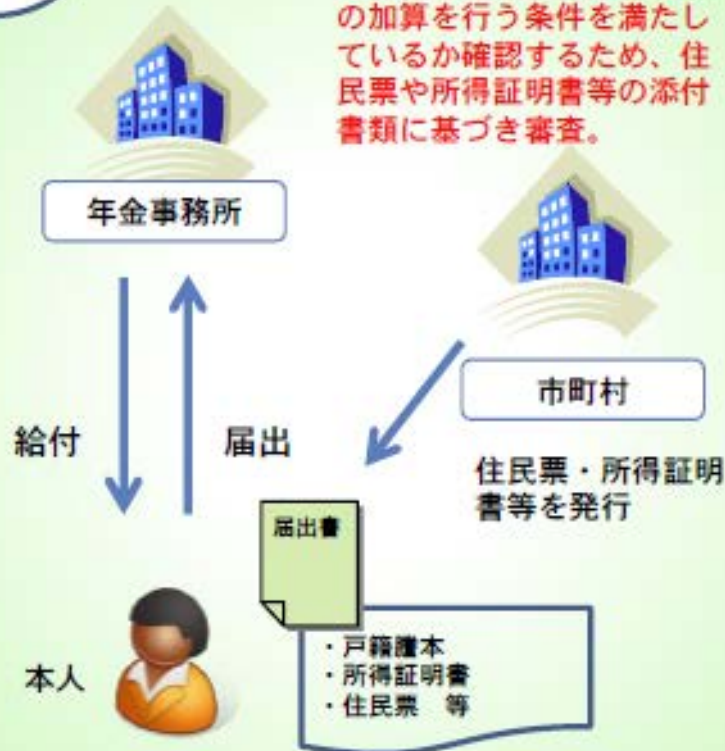 の加算を行う条件を満たし
ているか確認するため、住
民票や所得証明書等の添付
書類に基づき審査。
年金事務所
市町村
給付
届出
住民票・所得証明
書等を発行
届出書
本人
・戸籍謄本
・所得証明書
・住民票　等